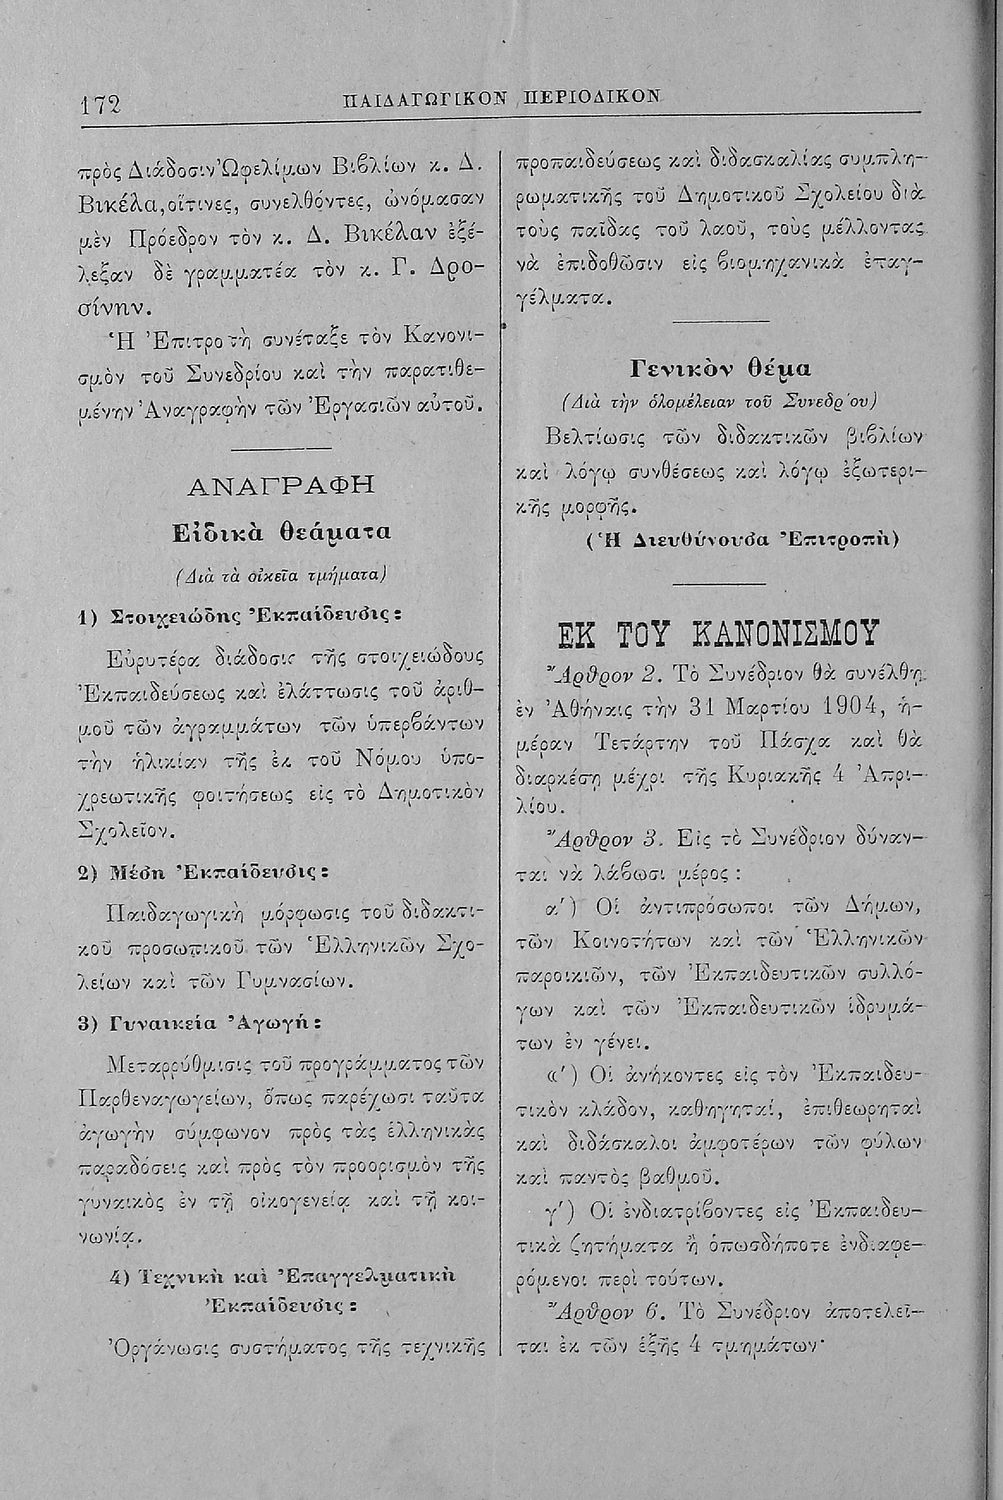 172
ΠΑΙΔΑΓΩΓΙΚΟΝ ΠΕΡΙΟΔΙΚΟΝ
πρὸς Διάδοσιν Ὠφελίμων Βιβλίων κ. Δ.
Βικέλα, οἵτινες, συνελθόντες, ὠνόμασαν
μὲν Πρόεδρον τὸν κ. Δ. Βικέλαν ἐξέ-
λεξαν δὲ γραμματέα τὸν κ. Γ. Δρο-
σίνην.
Ἡ Ἐπιτροπὴ συνέταξε τὸν Κανονι-
σμὸν τοῦ Συνεδρίου καὶ τὴν παρατιθε-
μένην Ἀναγραφὴν τῶν Ἐργασιῶν αὐτοῦ.
ΑΝΑΓΡΑΦΗ
Εἰδικὰ θεάματα
(Διὰ τὰ οἰκεῖα τμήματα)
1) Στοιχειώδης Ἐκπαίδευσις :
Εὐρυτέρα διάδοσις τῆς στοιχειώδους
Ἐκπαιδεύσεως καὶ ἐλάττωσις τοῦ ἀριθ-
μοῦ τῶν ἀγραμμάτων τῶν ὑπερβάντων
τὴν ἡλικίαν τῆς ἐκ τοῦ Νόμου ὑπο-
χρεωτικῆς φοιτήσεως εἰς τὸ Δημοτικὸν
Σχολεῖον.
2) Μέση Ἐκπαίδευσις :
Παιδαγωγικὴ μόρφωσις τοῦ διδακτι-
κοῦ προσωπικοῦ τῶν Ἑλληνικῶν Σχο-
λείων καὶ τῶν Γυμνασίων.
3) Γυναικεία Ἀγωγή :
Μεταρρύθμισις τοῦ προγράμματος τῶν
Παρθεναγωγείων, ὅπως παρέχωσι ταῦτα
ἀγωγὴν σύμφωνον πρὸς τὰς ἑλληνικὰς
παραδόσεις καὶ πρὸς τὸν προορισμὸν τῆς
γυναικὸς ἐν τῇ οἰκογενείᾳ καὶ τῇ κοι-
νωνίᾳ.
4) Τεχνικὴ καὶ Ἐπαγγελματικὴ
Ἐκπαίδευσις :
Ὀργάνωσις συστήματος τῆς τεχνικῆς
προπαιδεύσεως καὶ διδασκαλίας συμπλη-
ρωματικῆς τοῦ Δημοτικοῦ Σχολείου διὰ
τοὺς παῖδας τοῦ λαοῦ, τοὺς μέλλοντας
νὰ ἐπιδοθῶσιν εἰς βιομηχανικὰ ἐπαγ-
γέλματα.
Γενικὸν θέμα
(Διὰ τὴν ὁλομέλειαν τοῦ Συνεδρ ου)
Βελτίωσις τῶν διδακτικῶν βιβλίων
καὶ λόγῳ συνθέσεως καὶ λόγῳ ἐξωτερι-
κῆς μορφῆς.
(Ἡ Διευθύνουσα Ἐπιτροπὴ)
ΕΚ ΤΟΥ ΚΑΝΟΝΙΣΜΟΥ
Ἄρθρον 2. Τὸ Συνέδριον θὰ συνέλθῃ
ἐν Ἀθήναις τὴν 31 Μαρτίου 1904, ἡ-
μέραν Τετάρτην τοῦ Πάσχα καὶ θὰ
διαρκέσῃ μέχρι τῆς Κυριακῆς 4 Ἀπρι-
λίου.
Ἄρθρον 3. Εἰς τὸ Συνέδριον δύναν-
ται νὰ λάβωσι μέρος :
α΄) Οἱ ἀντιπρόσωποι τῶν Δήμων,
τῶν Κοινοτήτων καὶ τῶν Ἑλληνικῶν
παροικιῶν, τῶν Ἐκπαιδευτικῶν συλλό-
γων καὶ τῶν Ἐκπαιδευτικῶν ἱδρυμά-
των ἐν γένει.
α΄) Οἱ ἀνήκοντες εἰς τὸν Ἐκπαιδευ-
τικὸν κλάδον, καθηγηταί, ἐπιθεωρηταὶ
καὶ διδάσκαλοι ἀμφοτέρων τῶν φύλων
καὶ παντὸς βαθμοῦ.
γ΄) Οἱ ἐνδιατρίβοντες εἰς Ἐκπαιδευ-
τικὰ ζητήματα ἢ ὁπωσδήποτε ἐνδιαφε-
ρόμενοι περὶ τούτων.
Ἄρθρον 6. Τὸ Συνέδριον ἀποτελεῖ-
ται ἐκ τῶν ἑξῆς 4 τμημάτων·